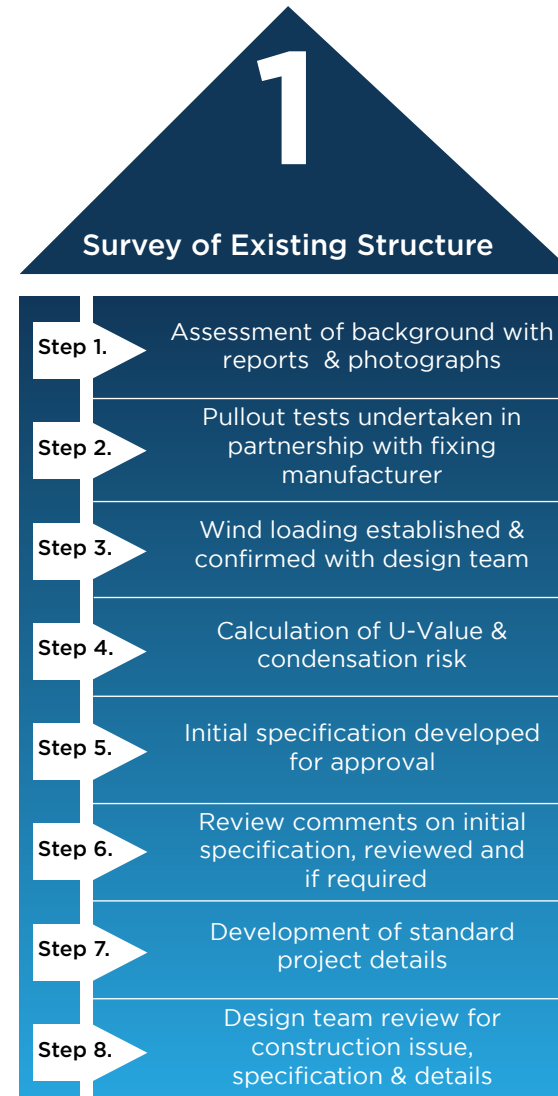 1
Survey of Existing Structure
Step 1.
Assessment of background with
reports & photographs
Step 2.
Pullout tests undertaken in
partnership with fixing
manufacturer
Step 3.
Wind loading established &
confirmed with design team
Step 4.
Calculation of U-Value &
condensation risk
Step 5.
Initial specification developed
for approval
Step 6.
Review comments on initial
specification, reviewed and
if required
Step 7.
Development of standard
project details
Step 8.
Design team review for
construction issue,
specification & details